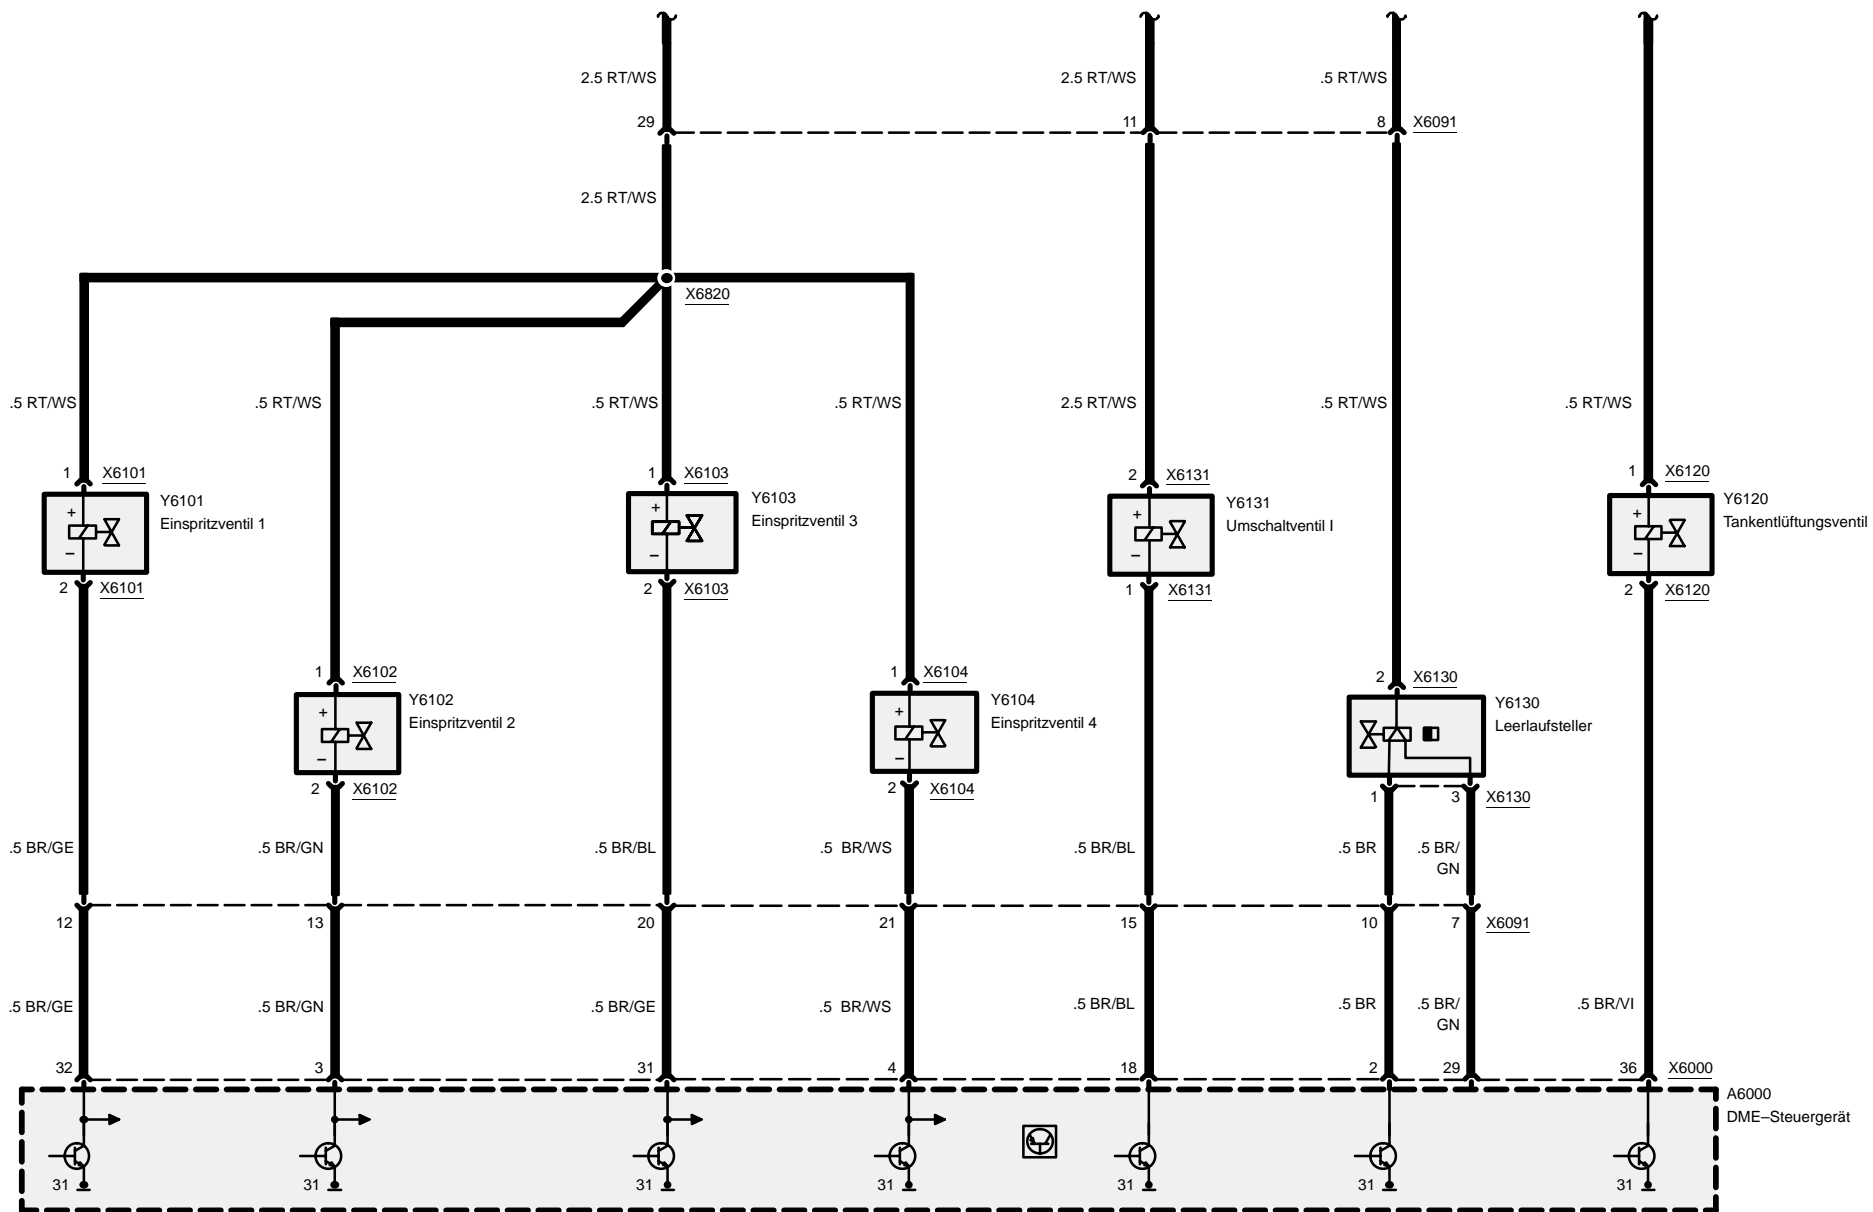 2.5 RT/WS
2.5 RT/WS
.5 RT/WS
29
11
8
X6091
2.5 RT/WS
X6820
.5 RT/WS
.5 RT/WS
.5 RT/WS
.5 RT/WS
2.5 RT/WS
.5 RT/WS
.5 RT/WS
1
X6101
1
X6103
2
X6131
1
X6120
+
Y6101
Einspritzventil 1
–
+
Y6103
Einspritzventil 3
–
+
Y6131
Umschaltventil I
–
+
Y6120
Tankentlüftungsventil
–
2
X6101
2
X6103
1
X6131
2
X6120
1
X6102
1
X6104
2
X6130
+
Y6102
Einspritzventil 2
–
+
Y6104
Einspritzventil 4
–
Y6130
Leerlaufsteller
2
X6102
2
X6104
1
3
X6130
.5 BR/GE
.5 BR/GN
.5 BR/BL
.5 BR/WS
.5 BR/BL
.5 BR
.5 BR/
GN
12
13
20
21
15
10
7
X6091
.5 BR/GE
.5 BR/GN
.5 BR/GE
.5 BR/WS
.5 BR/BL
.5 BR
.5 BR/
GN
.5 BR/VI
32
3
31
4
18
2
29
36
X6000
A6000
DME–Steuergerät
31
31
31
31
31
31
31